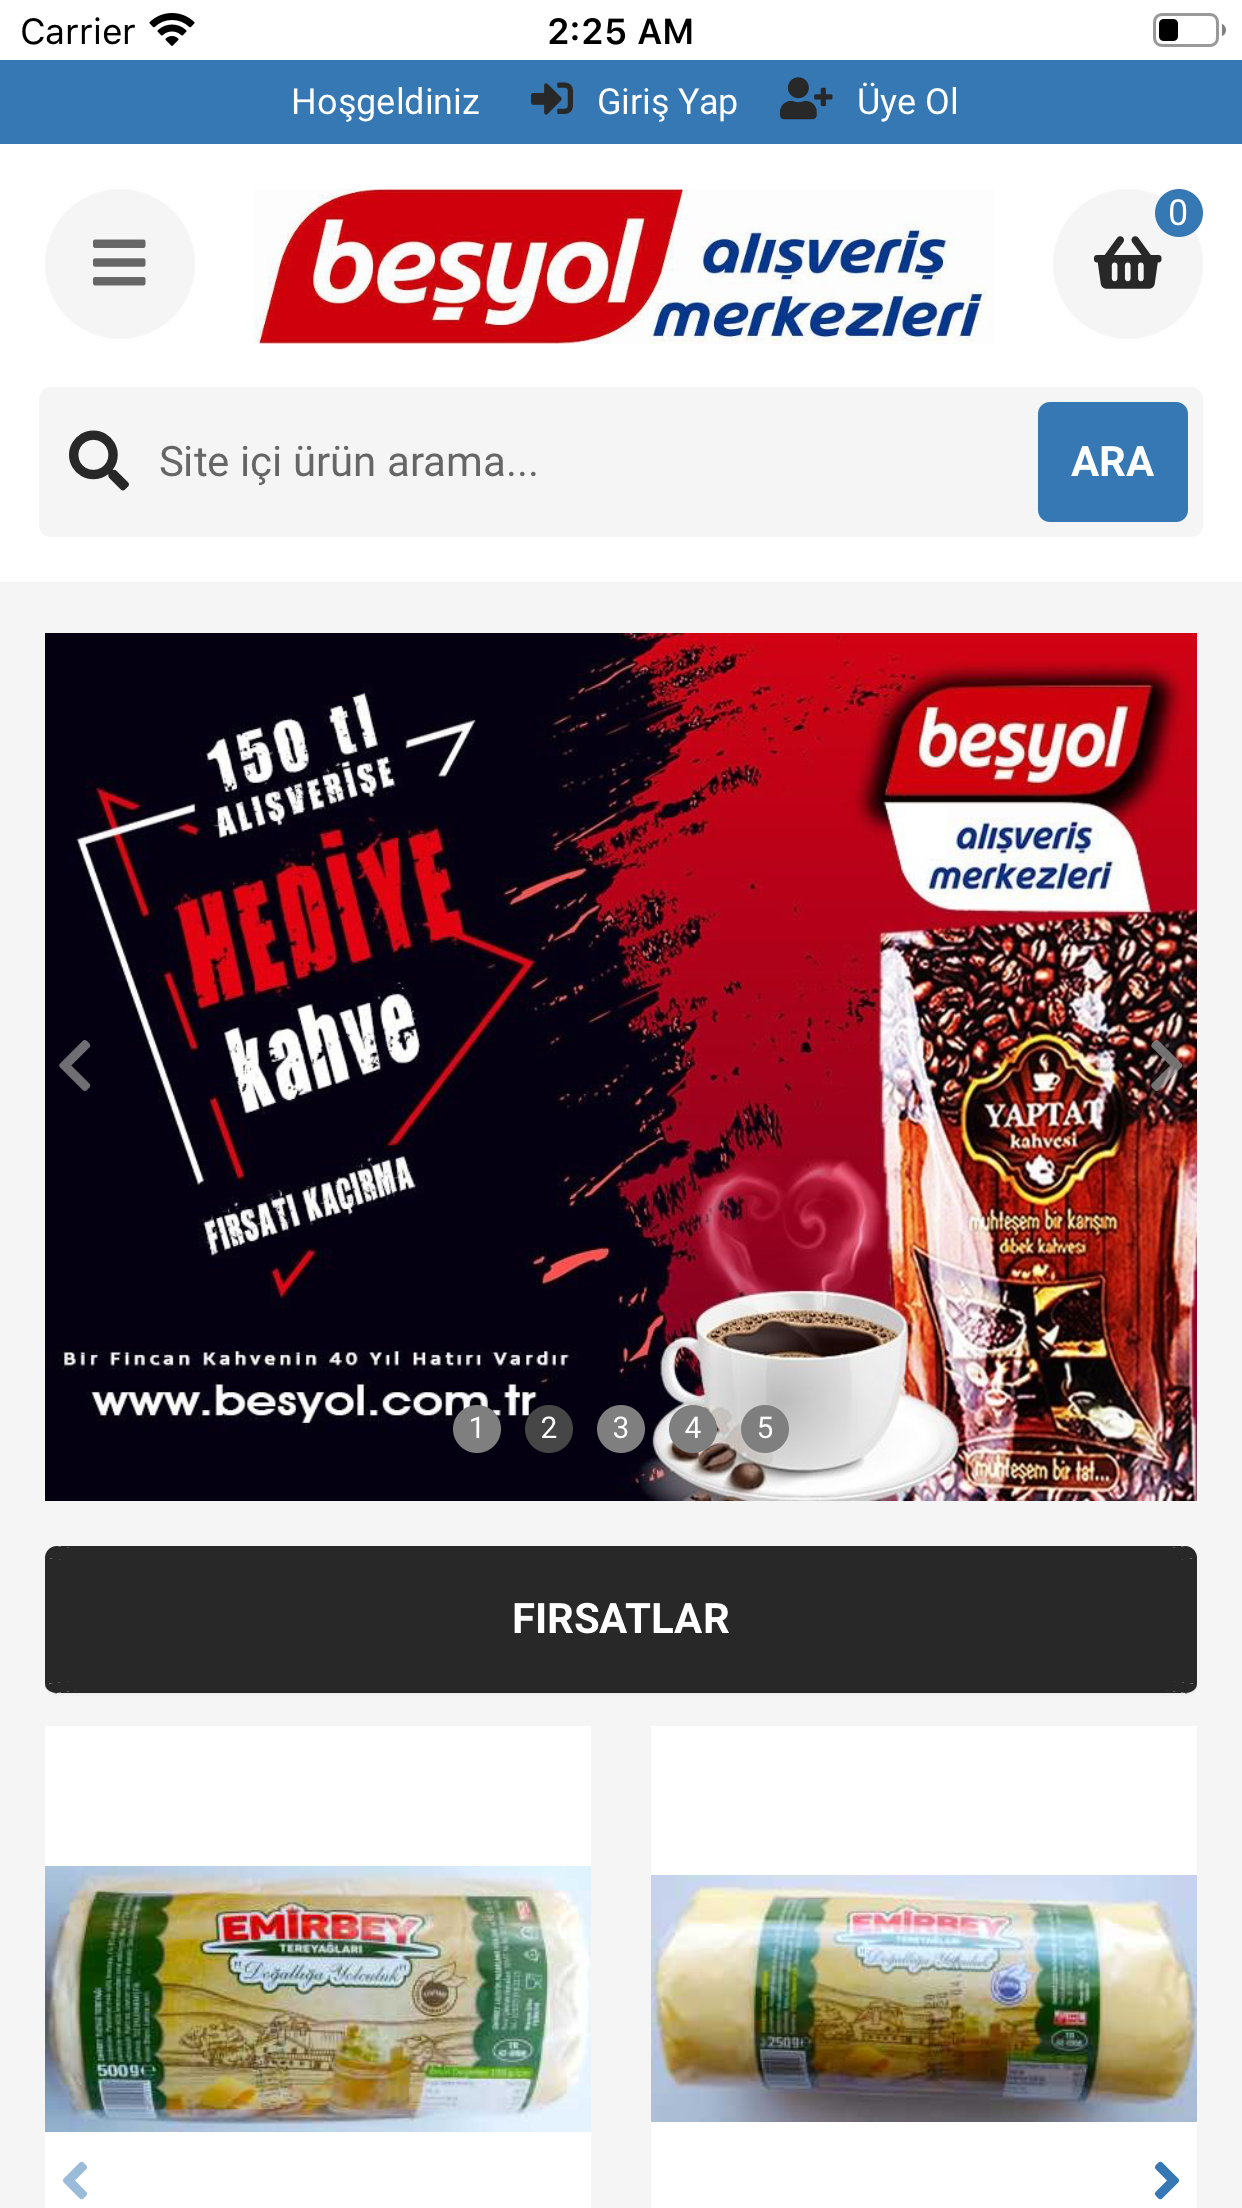 Carrier
2:25 AM
Hoşgeldiniz
Giriş Yap
Üye Ol
beşyol
alışveriş
merkezleri
0
Site içi ürün arama...
ARA
150 tl
ALIŞVERİŞE
HEDİYE
kahve
FIRSATI KAÇIRMA
Bir Fincan Kahvenin 40 Yıl Hatırı Vardır
www.besyol.com.tr
beşyol
alışveriş
merkezleri
YAPTAT
kahvesi
muhteşem bir karışım
dibek kahvesi
muhteşem bir tat...
1 2 3 4 5
FIRSATLAR
EMİRBEY
TEREYAĞLARI
"Doğallığa Yolculuk"
500ge
EMİRBEY
TEREYAĞLARI
"Doğallığa Yolculuk"
250ge